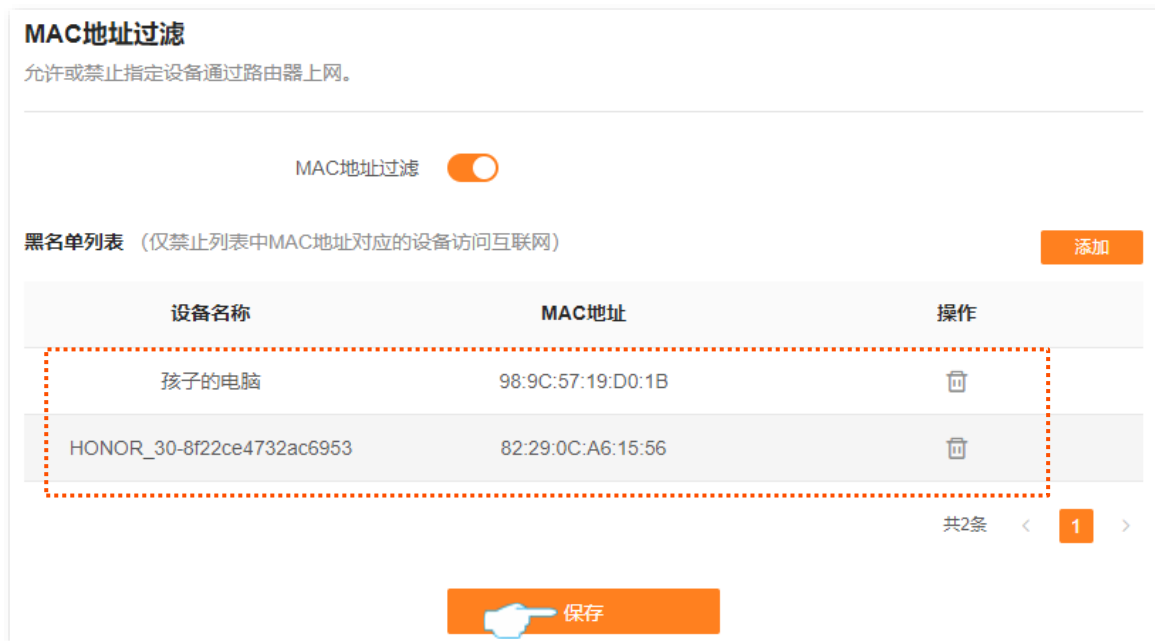 MAC地址过滤
允许或禁止指定设备通过路由器上网。
MAC地址过滤
黑名单列表 （仅禁止列表中MAC地址对应的设备访问互联网）
添加
设备名称 MAC地址 操作
孩子的电脑 98:9C:57:19:D0:1B
HONOR_30-8f22ce4732ac6953 82:29:0C:A6:15:56
共2条 < 1 >
保存